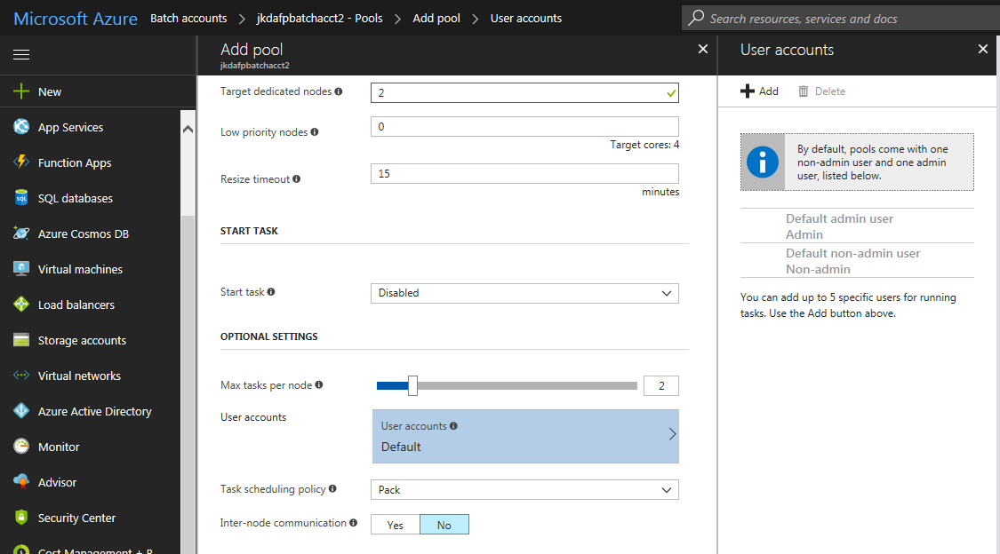 Microsoft Azure
Batch accounts
jkdafpbatchacct2 - Pools
Add pool
User accounts
Search resources, services and docs
New
App Services
Function Apps
SQL databases
Azure Cosmos DB
Virtual machines
Load balancers
Storage accounts
Virtual networks
Azure Active Directory
Monitor
Advisor
Security Center
Cost Management + B
Add pool
jkdafpbatchacct2
Target dedicated nodes
2
Low priority nodes
0
Target cores: 4
Resize timeout
15
minutes
START TASK
Start task
Disabled
OPTIONAL SETTINGS
Max tasks per node
2
User accounts
User accounts
Default
Task scheduling policy
Pack
Inter-node communication
Yes
No
User accounts
Add
Delete
By default, pools come with one
non-admin user and one admin
user, listed below.
Default admin user
Admin
Default non-admin user
Non-admin
You can add up to 5 specific users for running
tasks. Use the Add button above.